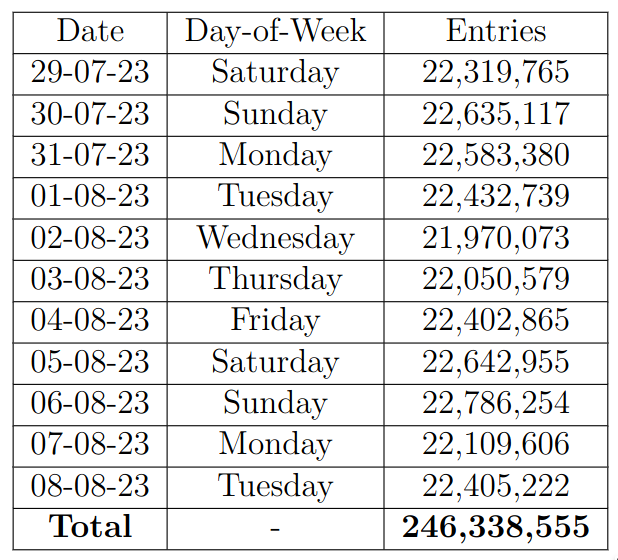 Date Day-of-Week Entries
29-07-23 Saturday 22,319,765
30-07-23 Sunday 22,635,117
31-07-23 Monday 22,583,380
01-08-23 Tuesday 22,432,739
02-08-23 Wednesday 21,970,073
03-08-23 Thursday 22,050,579
04-08-23 Friday 22,402,865
05-08-23 Saturday 22,642,955
06-08-23 Sunday 22,786,254
07-08-23 Monday 22,109,606
08-08-23 Tuesday 22,405,222
Total - 246,338,555